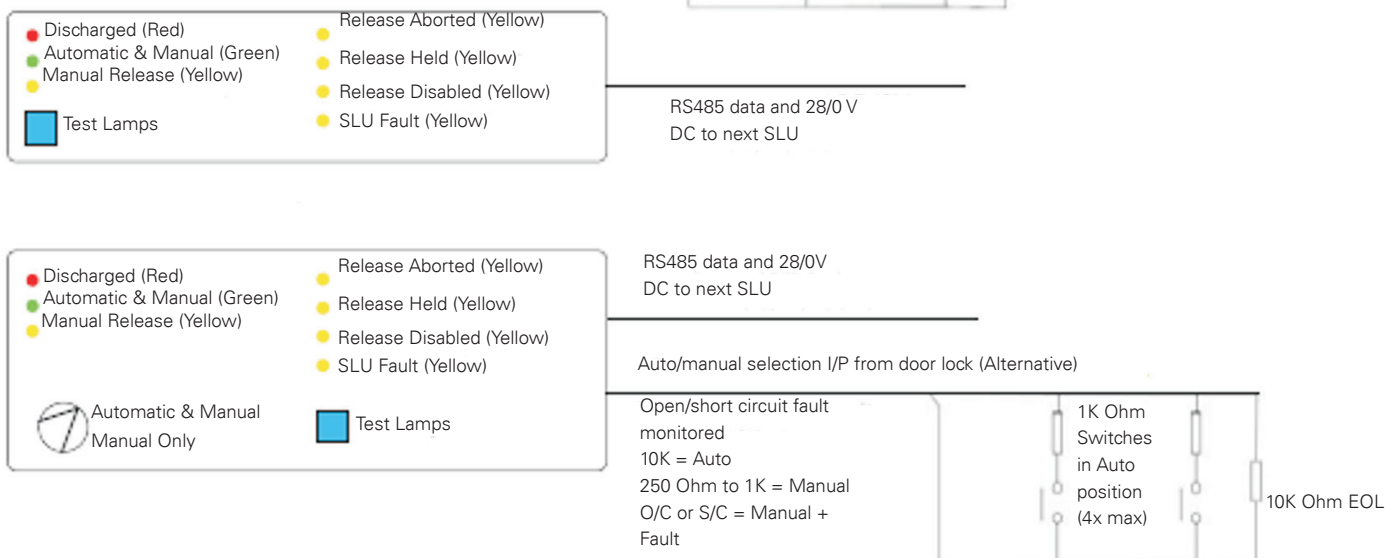 Discharged (Red)
Automatic & Manual (Green)
Manual Release (Yellow)
Test Lamps
Release Aborted (Yellow)
Release Held (Yellow)
Release Disabled (Yellow)
SLU Fault (Yellow)
RS485 data and 28/0 V
DC to next SLU
Discharged (Red)
Automatic & Manual (Green)
Manual Release (Yellow)
Release Aborted (Yellow)
Release Held (Yellow)
Release Disabled (Yellow)
SLU Fault (Yellow)
Automatic & Manual
Manual Only
Test Lamps
RS485 data and 28/0V
DC to next SLU
Auto/manual selection I/P from door lock (Alternative)
Open/short circuit fault
monitored
10K = Auto
250 Ohm to 1K = Manual
O/C or S/C = Manual +
Fault
1K Ohm
Switches
in Auto
position
(4x max)
10K Ohm EOL